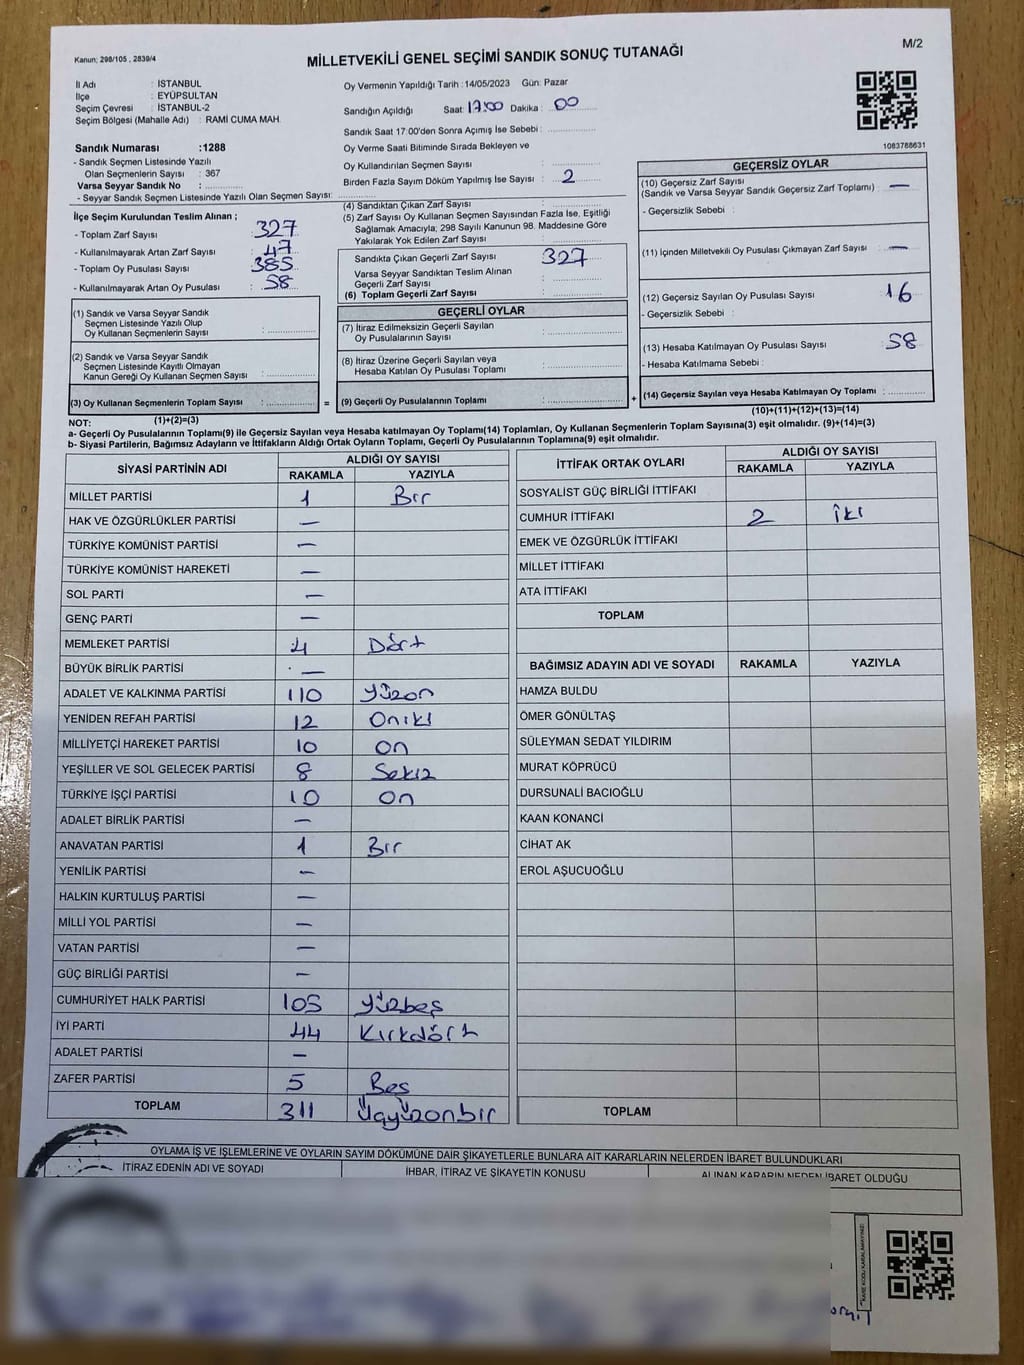 Kanun; 298/105 , 2839/4
MİLLETVEKİLİ GENEL SEÇİMİ SANDIK SONUÇ TUTANAĞI
M/2
İl Adı : İSTANBUL
İlçe : EYÜPSULTAN
Seçim Çevresi : İSTANBUL-2
Seçim Bölgesi (Mahalle Adı) : RAMİ CUMA MAH.
Sandık Numarası :1288
- Sandık Seçmen Listesinde Yazılı
Olan Seçmenlerin Sayısı : 367
Varsa Seyyar Sandık No :
- Seyyar Sandık Seçmen Listesinde Yazılı Olan Seçmen Sayısı:
Oy Vermenin Yapıldığı Tarih :14/05/2023 Gün: Pazar
Sandığın Açıldığı Saat: 17:00 Dakika : 00
Sandık Saat 17:00'den Sonra Açımış İse Sebebi :
Oy Verme Saati Bitiminde Sırada Bekleyen ve
Oy Kullandırılan Seçmen Sayısı :
Birden Fazla Sayım Döküm Yapılmış İse Sayısı : 2
1083788631
İlçe Seçim Kurulundan Teslim Alınan ;
- Toplam Zarf Sayısı : 327
- Kullanılmayarak Artan Zarf Sayısı : 47
- Toplam Oy Pusulası Sayısı : 385
- Kullanılmayarak Artan Oy Pusulası : 58
(4) Sandıktan Çıkan Zarf Sayısı :
(5) Zarf Sayısı Oy Kullanan Seçmen Sayısından Fazla İse, Eşitliği
Sağlamak Amacıyla; 298 Sayılı Kanunun 98. Maddesine Göre
Yakılarak Yok Edilen Zarf Sayısı :
Sandıkta Çıkan Geçerli Zarf Sayısı : 327
Varsa Seyyar Sandıktan Teslim Alınan
Geçerli Zarf Sayısı :
(6) Toplam Geçerli Zarf Sayısı :
GEÇERSİZ OYLAR
(10) Geçersiz Zarf Sayısı
(Sandık ve Varsa Seyyar Sandık Geçersiz Zarf Toplamı) : —
- Geçersizlik Sebebi :
(11) İçinden Milletvekili Oy Pusulası Çıkmayan Zarf Sayısı : —
(12) Geçersiz Sayılan Oy Pusulası Sayısı : 16
- Geçersizlik Sebebi :
(13) Hesaba Katılmayan Oy Pusulası Sayısı : 58
- Hesaba Katılmama Sebebi :
(14) Geçersiz Sayılan veya Hesaba Katılmayan Oy Toplamı :
(10)+(11)+(12)+(13)=(14)
(1) Sandık ve Varsa Seyyar Sandık
Seçmen Listesinde Yazılı Olup
Oy Kullanan Seçmenlerin Sayısı :
(2) Sandık ve Varsa Seyyar Sandık
Seçmen Listesinde Kayıtlı Olmayan
Kanun Gereği Oy Kullanan Seçmen Sayısı :
(3) Oy Kullanan Seçmenlerin Toplam Sayısı : =
(1)+(2)=(3)
GEÇERLİ OYLAR
(7) İtiraz Edilmeksizin Geçerli Sayılan
Oy Pusulalarının Sayısı :
(8) İtiraz Üzerine Geçerli Sayılan veya
Hesaba Katılan Oy Pusulası Toplamı :
(9) Geçerli Oy Pusulalarının Toplamı : +
NOT:
a- Geçerli Oy Pusulalarının Toplamı(9) ile Geçersiz Sayılan veya Hesaba Katılmayan Oy Toplamı(14) Toplamları, Oy Kullanan Seçmenlerin Toplam Sayısına(3) eşit olmalıdır. (9)+(14)=(3)
b- Siyasi Partilerin, Bağımsız Adayların ve İttifakların Aldığı Ortak Oyların Toplamı, Geçerli Oy Pusulalarının Toplamına(9) eşit olmalıdır.
SİYASİ PARTİNİN ADI ALDIĞI OY SAYISI
RAKAMLA YAZIYLA
MİLLET PARTİSİ 1 Bir
HAK VE ÖZGÜRLÜKLER PARTİSİ —
TÜRKİYE KOMÜNİST PARTİSİ —
TÜRKİYE KOMÜNİST HAREKETİ —
SOL PARTİ —
GENÇ PARTİ —
MEMLEKET PARTİSİ 4 Dört
BÜYÜK BİRLİK PARTİSİ —
ADALET VE KALKINMA PARTİSİ 110 Yüzon
YENİDEN REFAH PARTİSİ 12 Oniki
MİLLİYETÇİ HAREKET PARTİSİ 10 on
YEŞİLLER VE SOL GELECEK PARTİSİ 8 Sekiz
TÜRKİYE İŞÇİ PARTİSİ 10 on
ADALET BİRLİK PARTİSİ —
ANAVATAN PARTİSİ 1 Bir
YENİLİK PARTİSİ —
HALKIN KURTULUŞ PARTİSİ —
MİLLİ YOL PARTİSİ —
VATAN PARTİSİ —
GÜÇ BİRLİĞİ PARTİSİ —
CUMHURİYET HALK PARTİSİ 105 Yüzbeş
İYİ PARTİ 44 Kırkdört
ADALET PARTİSİ —
ZAFER PARTİSİ 5 Beş
TOPLAM 311 Üçyüzonbir
İTTİFAK ORTAK OYLARI ALDIĞI OY SAYISI
RAKAMLA YAZIYLA
SOSYALİST GÜÇ BİRLİĞİ İTTİFAKI
CUMHUR İTTİFAKI 2 İki
EMEK VE ÖZGÜRLÜK İTTİFAKI
MİLLET İTTİFAKI
ATA İTTİFAKI
TOPLAM
BAĞIMSIZ ADAYIN ADI VE SOYADI RAKAMLA YAZIYLA
HAMZA BULDU
ÖMER GÖNÜLTAŞ
SÜLEYMAN SEDAT YILDIRIM
MURAT KÖPRÜCÜ
DURSUNALİ BACIOĞLU
KAAN KONANCİ
CİHAT AK
EROL AŞUCUOĞLU
TOPLAM
OYLAMA İŞ VE İŞLEMLERİNE VE OYLARIN SAYIM DÖKÜMÜNE DAİR ŞİKAYETLERLE BUNLARA AİT KARARLARIN NELERDEN İBARET BULUNDUKLARI
İTİRAZ EDENİN ADI VE SOYADI İHBAR, İTİRAZ VE ŞİKAYETİN KONUSU ALINAN KARARIN NEDEN İBARET OLDUĞU